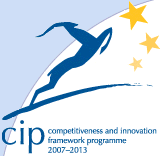 cip competitiveness and innovation
framework programme
2007–2013